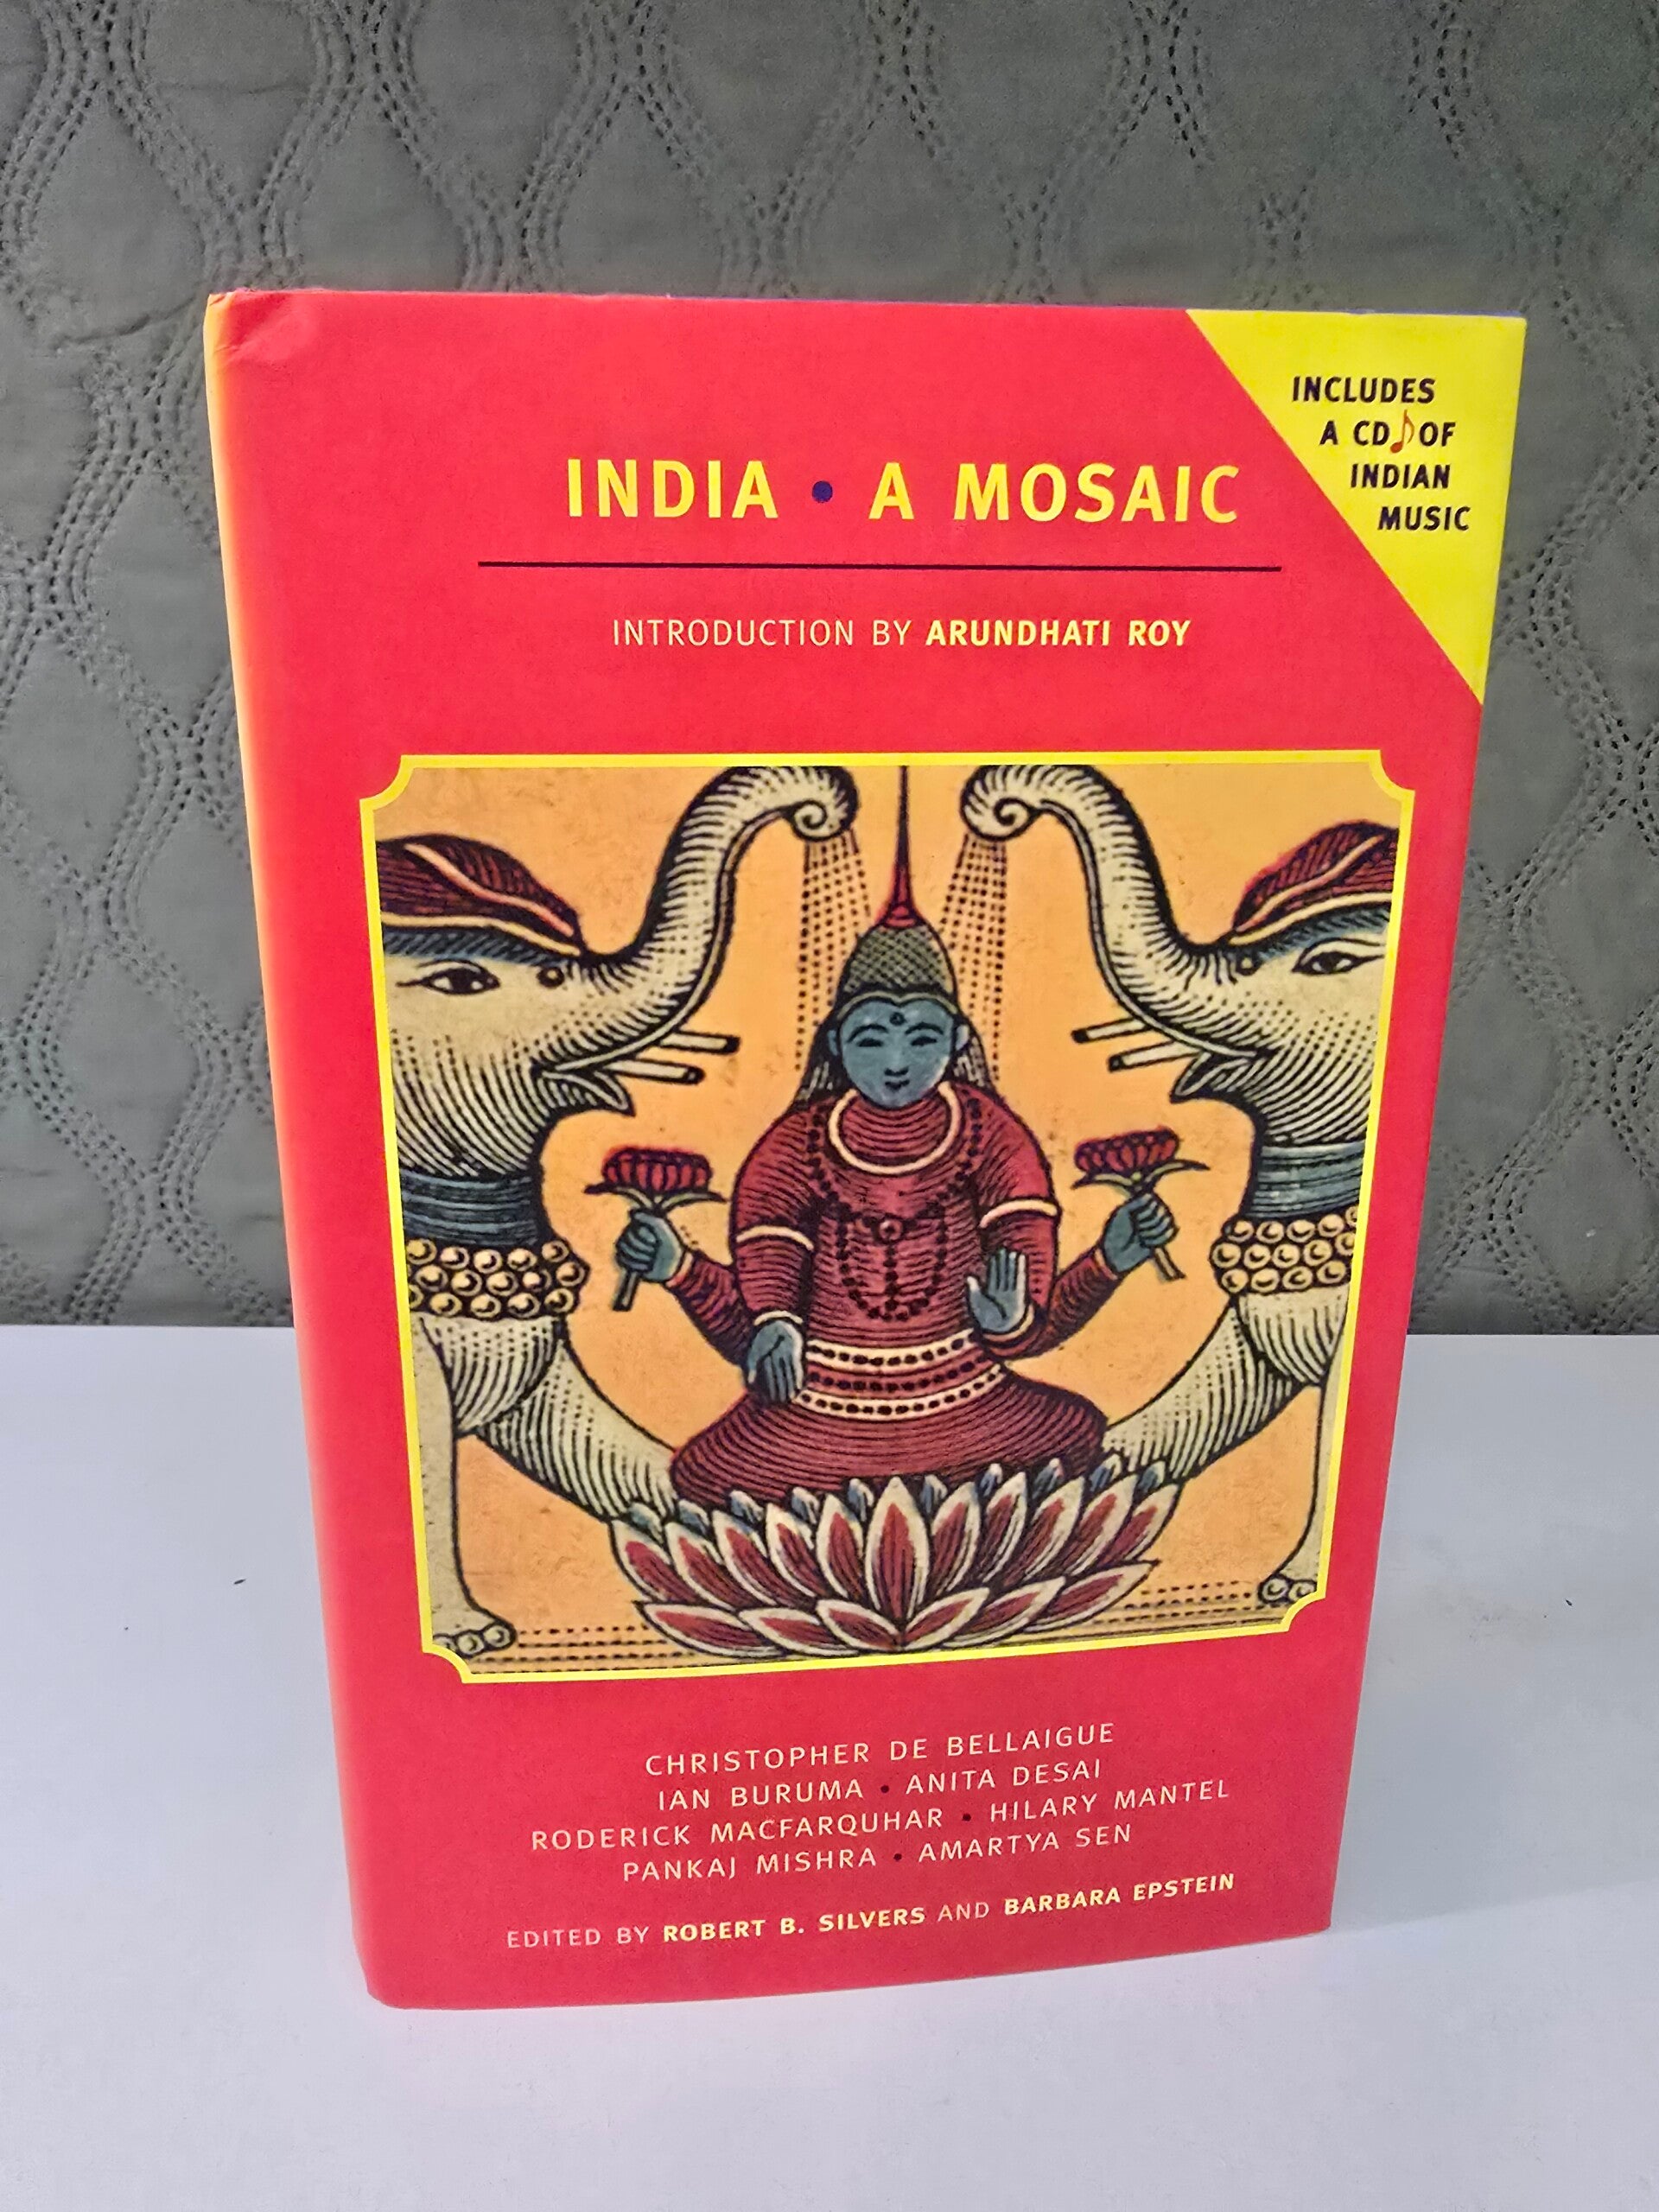 INCLUDES
A CD♪OF
INDIAN
MUSIC
INDIA • A MOSAIC
INTRODUCTION BY ARUNDHATI ROY
CHRISTOPHER DE BELLAIGUE
IAN BURUMA • ANITA DESAI
RODERICK MACFARQUHAR • HILARY MANTEL
PANKAJ MISHRA • AMARTYA SEN
EDITED BY ROBERT B. SILVERS AND BARBARA EPSTEIN